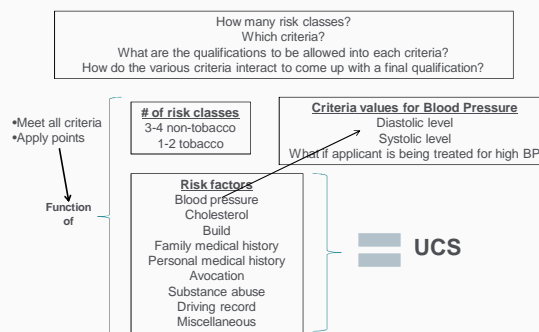 How many risk classes?
Which criteria?
What are the qualifications to be allowed into each criteria?
How do the various criteria interact to come up with a final qualification?
•Meet all criteria
•Apply points
Function
of
# of risk classes
3-4 non-tobacco
1-2 tobacco
Criteria values for Blood Pressure
Diastolic level
Systolic level
What if applicant is being treated for high BP
Risk factors
Blood pressure
Cholesterol
Build
Family medical history
Personal medical history
Avocation
Substance abuse
Driving record
Miscellaneous
UCS